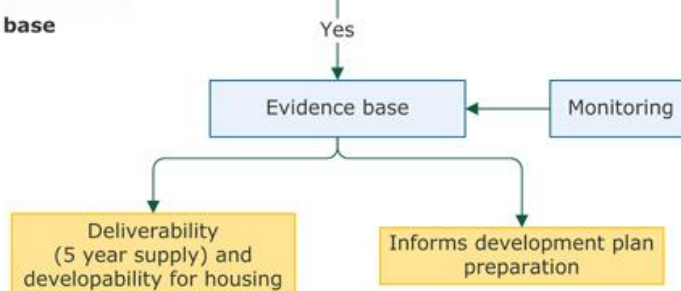 base
Yes
Evidence base
Monitoring
Deliverability
(5 year supply) and
developability for housing
Informs development plan
preparation